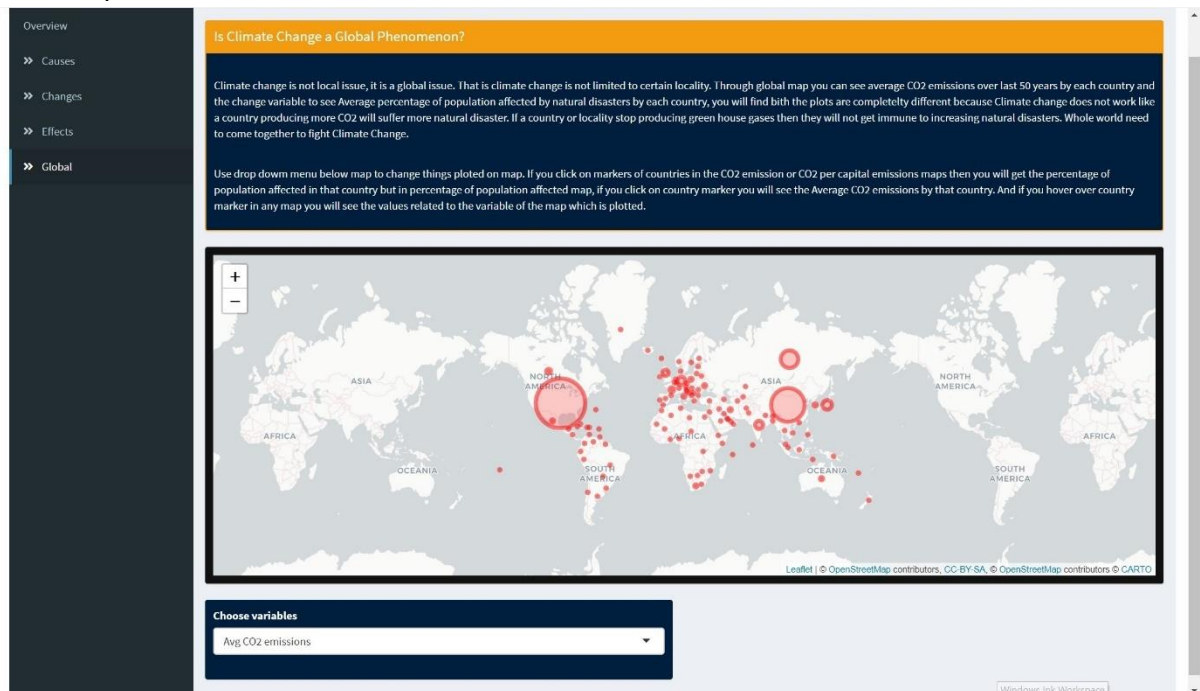 Overview
Causes
Changes
Effects
Global
Is Climate Change a Global Phenomenon?
Climate change is not local issue, it is a global issue. That is climate change is not limited to certain locality. Through global map you can see average CO2 emissions over last 50 years by each country and
the change variable to see Average percentage of population affected by natural disasters by each country, you will find bith the plots are completelty different because Climate change does not work like
a country producing more CO2 will suffer more natural disaster. If a country or locality stop producing green house gases then they will not get immune to increasing natural disasters. Whole world need
to come together to fight Climate Change.
Use drop dowm menu below map to change things ploted on map. If you click on markers of countries in the CO2 emission or CO2 per capital emissions maps then you will get the percentage of
population affected in that country but in percentage of population affected map, if you click on country marker you will see the Average CO2 emissions by that country. And if you hover over country
marker in any map you will see the values related to the variable of the map which is plotted.
+
−
ASIA
NORTH
AMERICA
ASIA
NORTH
AMERICA
AFRICA
AFRICA
AFRICA
OCEANIA
SOUTH
AMERICA
OCEANIA
SOUTH
AMERICA
Leaflet | © OpenStreetMap contributors, CC-BY-SA, © OpenStreetMap contributors © CARTO
Choose variables
Avg CO2 emissions
Windows Ink Workspace